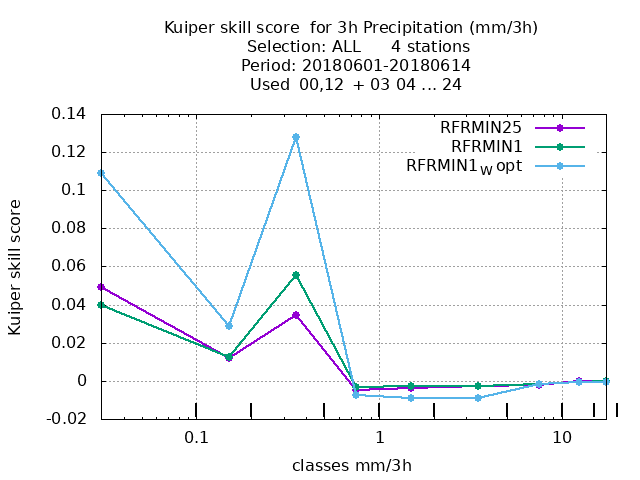 Kuiper skill score  for 3h Precipitation (mm/3h)
Selection: ALL      4 stations
Period: 20180601-20180614
Used  00,12  + 03 04 ... 24
0.14
0.12
0.1
0.08
0.06
0.04
0.02
0
-0.02
Kuiper skill score
RFRMIN25
RFRMIN1
RFRMIN1W opt
0.1
1
10
classes mm/3h